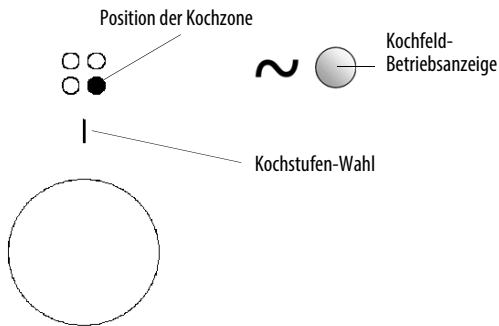 Position der Kochzone
Kochfeld-
Betriebsanzeige
Kochstufen-Wahl